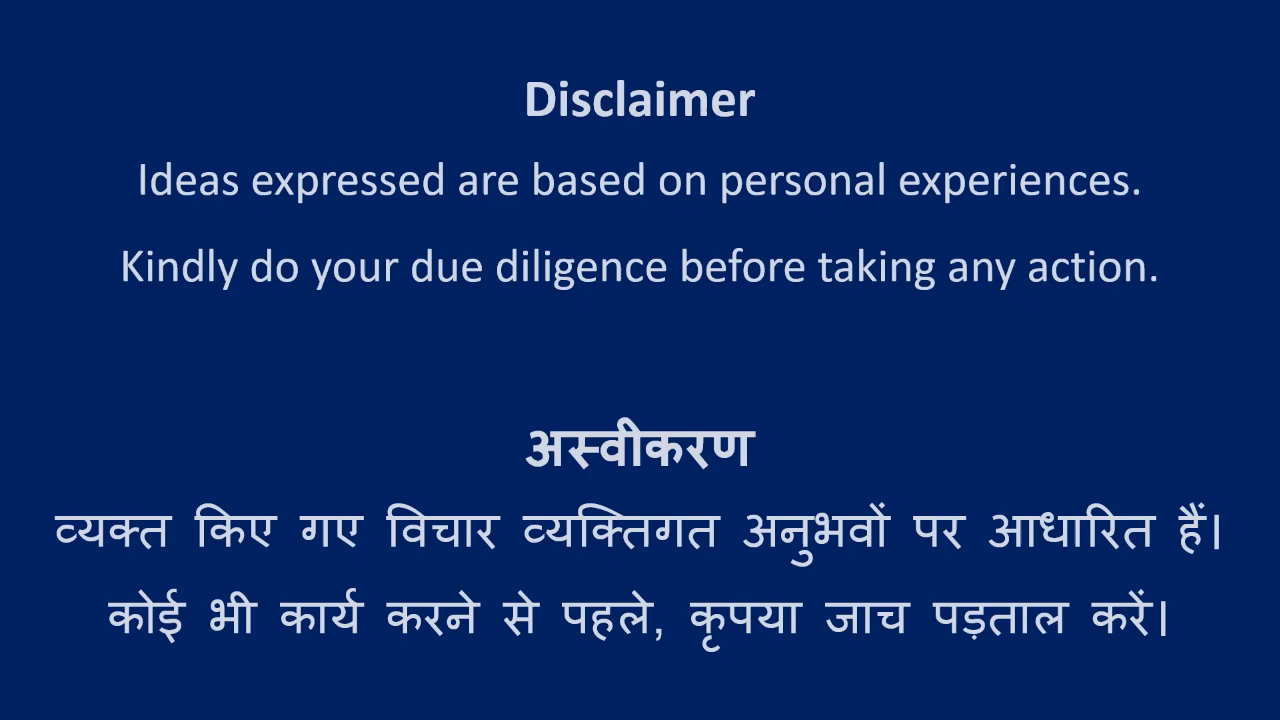 Disclaimer
Ideas expressed are based on personal experiences.
Kindly do your due diligence before taking any action.
अस्वीकरण
व्यक्त किए गए विचार व्यक्तिगत अनुभवों पर आधारित हैं।
कोई भी कार्य करने से पहले, कृपया जाच पड़ताल करें।